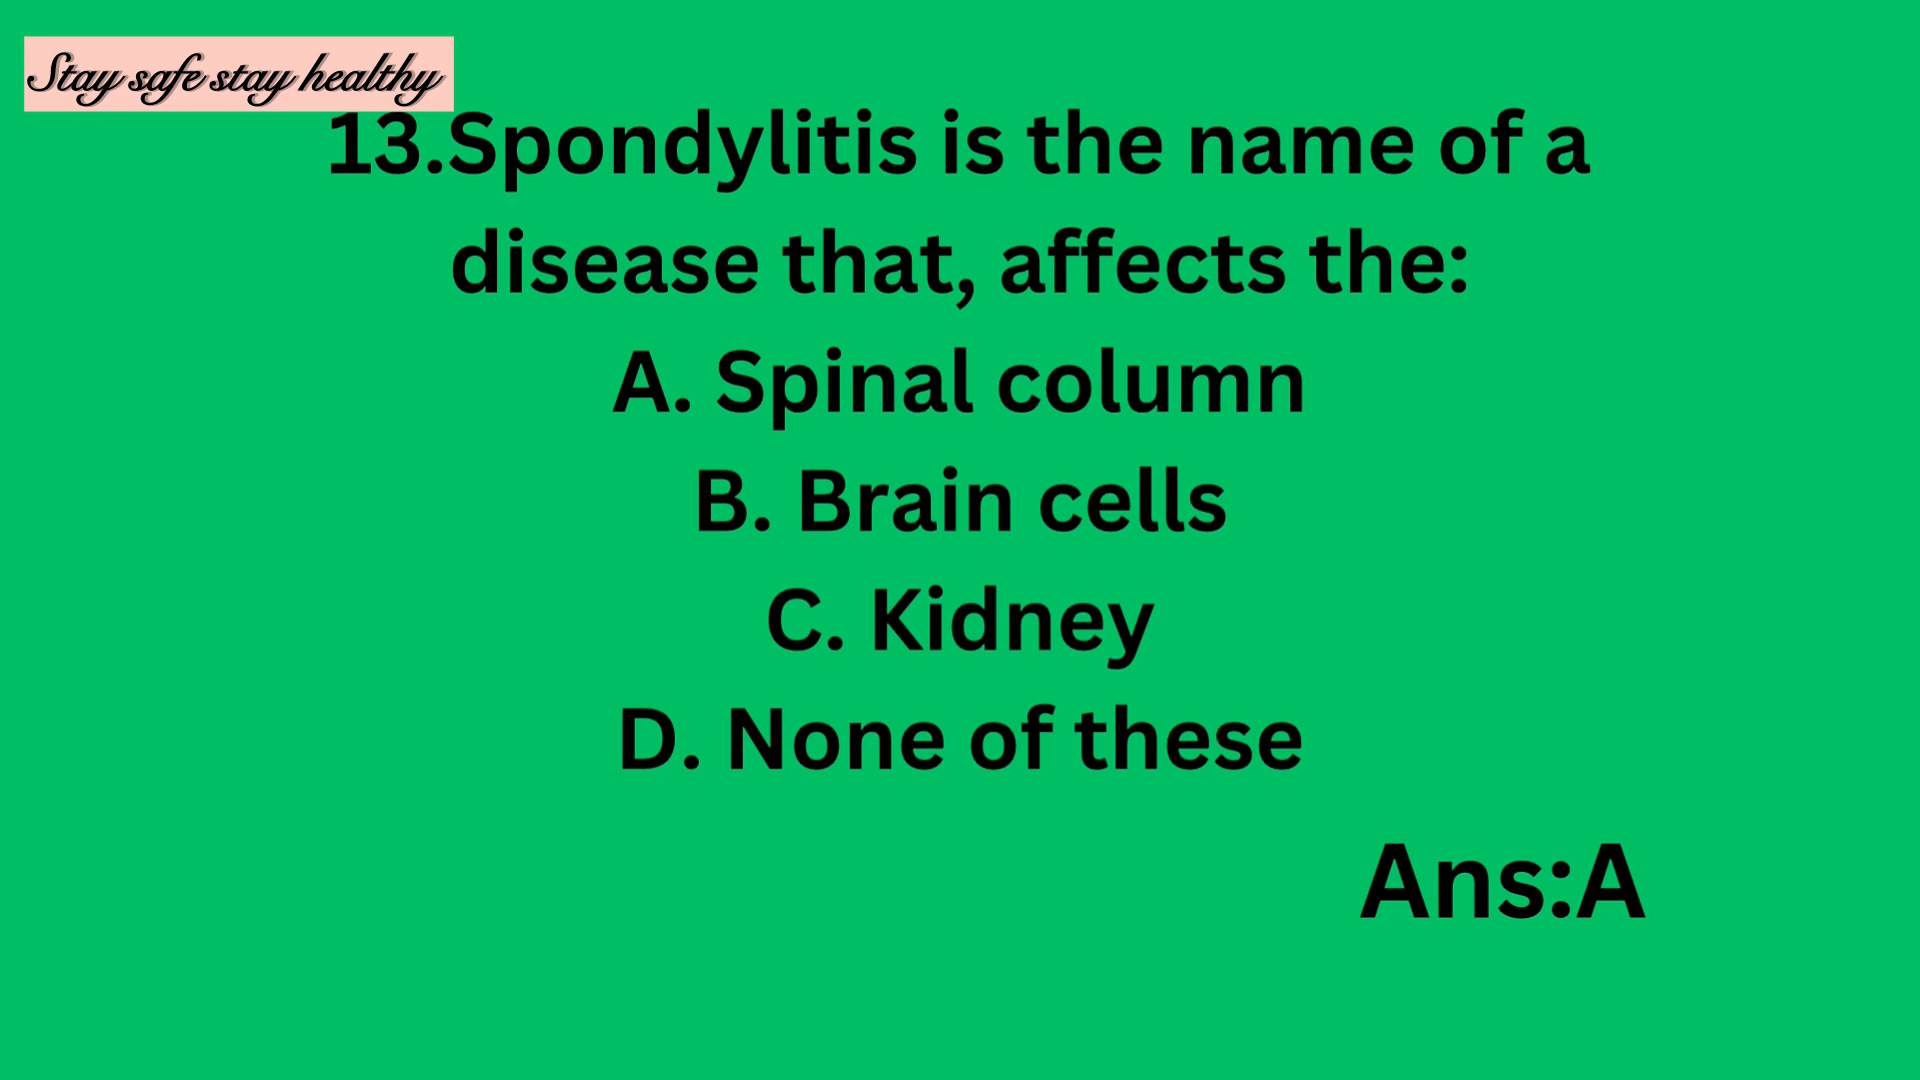 Stay safe stay healthy
13.Spondylitis is the name of a
disease that, affects the:
A. Spinal column
B. Brain cells
C. Kidney
D. None of these
Ans:A